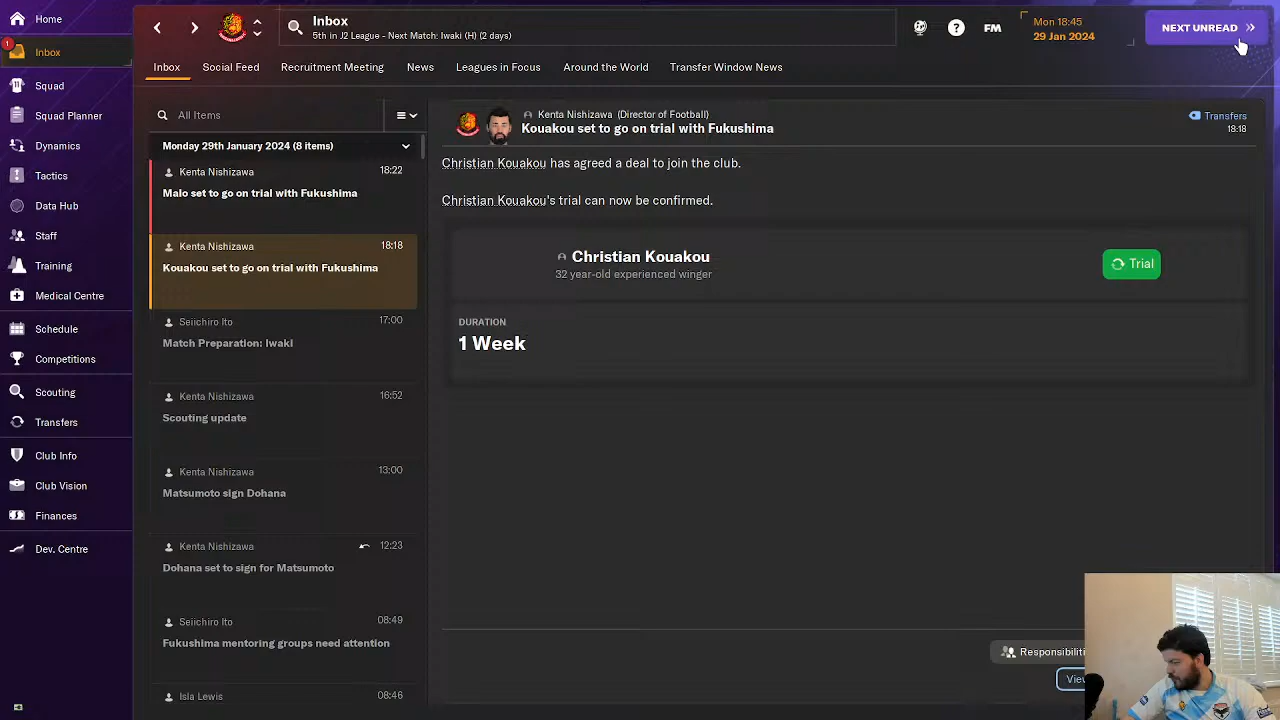 Home
Inbox
5th in J2 League - Next Match: Iwaki (H) (2 days)
FM
Mon 18:45
29 Jan 2024
NEXT UNREAD
1
Inbox
Squad
Squad Planner
Dynamics
Tactics
Data Hub
Staff
Training
Medical Centre
Schedule
Competitions
Scouting
Transfers
Club Info
Club Vision
Finances
Dev. Centre
Inbox
Social Feed
Recruitment Meeting
News
Leagues in Focus
Around the World
Transfer Window News
All Items
Monday 29th January 2024 (8 items)
Kenta Nishizawa 18:22
Malo set to go on trial with Fukushima
Kenta Nishizawa 18:18
Kouakou set to go on trial with Fukushima
Seiichiro Ito 17:00
Match Preparation: Iwaki
Kenta Nishizawa 16:52
Scouting update
Kenta Nishizawa 13:00
Matsumoto sign Dohana
Kenta Nishizawa 12:23
Dohana set to sign for Matsumoto
Seiichiro Ito 08:49
Fukushima mentoring groups need attention
Isla Lewis 08:46
Kenta Nishizawa (Director of Football)
Kouakou set to go on trial with Fukushima
Transfers
18:18
Christian Kouakou has agreed a deal to join the club.
Christian Kouakou's trial can now be confirmed.
Christian Kouakou
32 year-old experienced winger
Trial
DURATION
1 Week
Responsibiliti
Vie